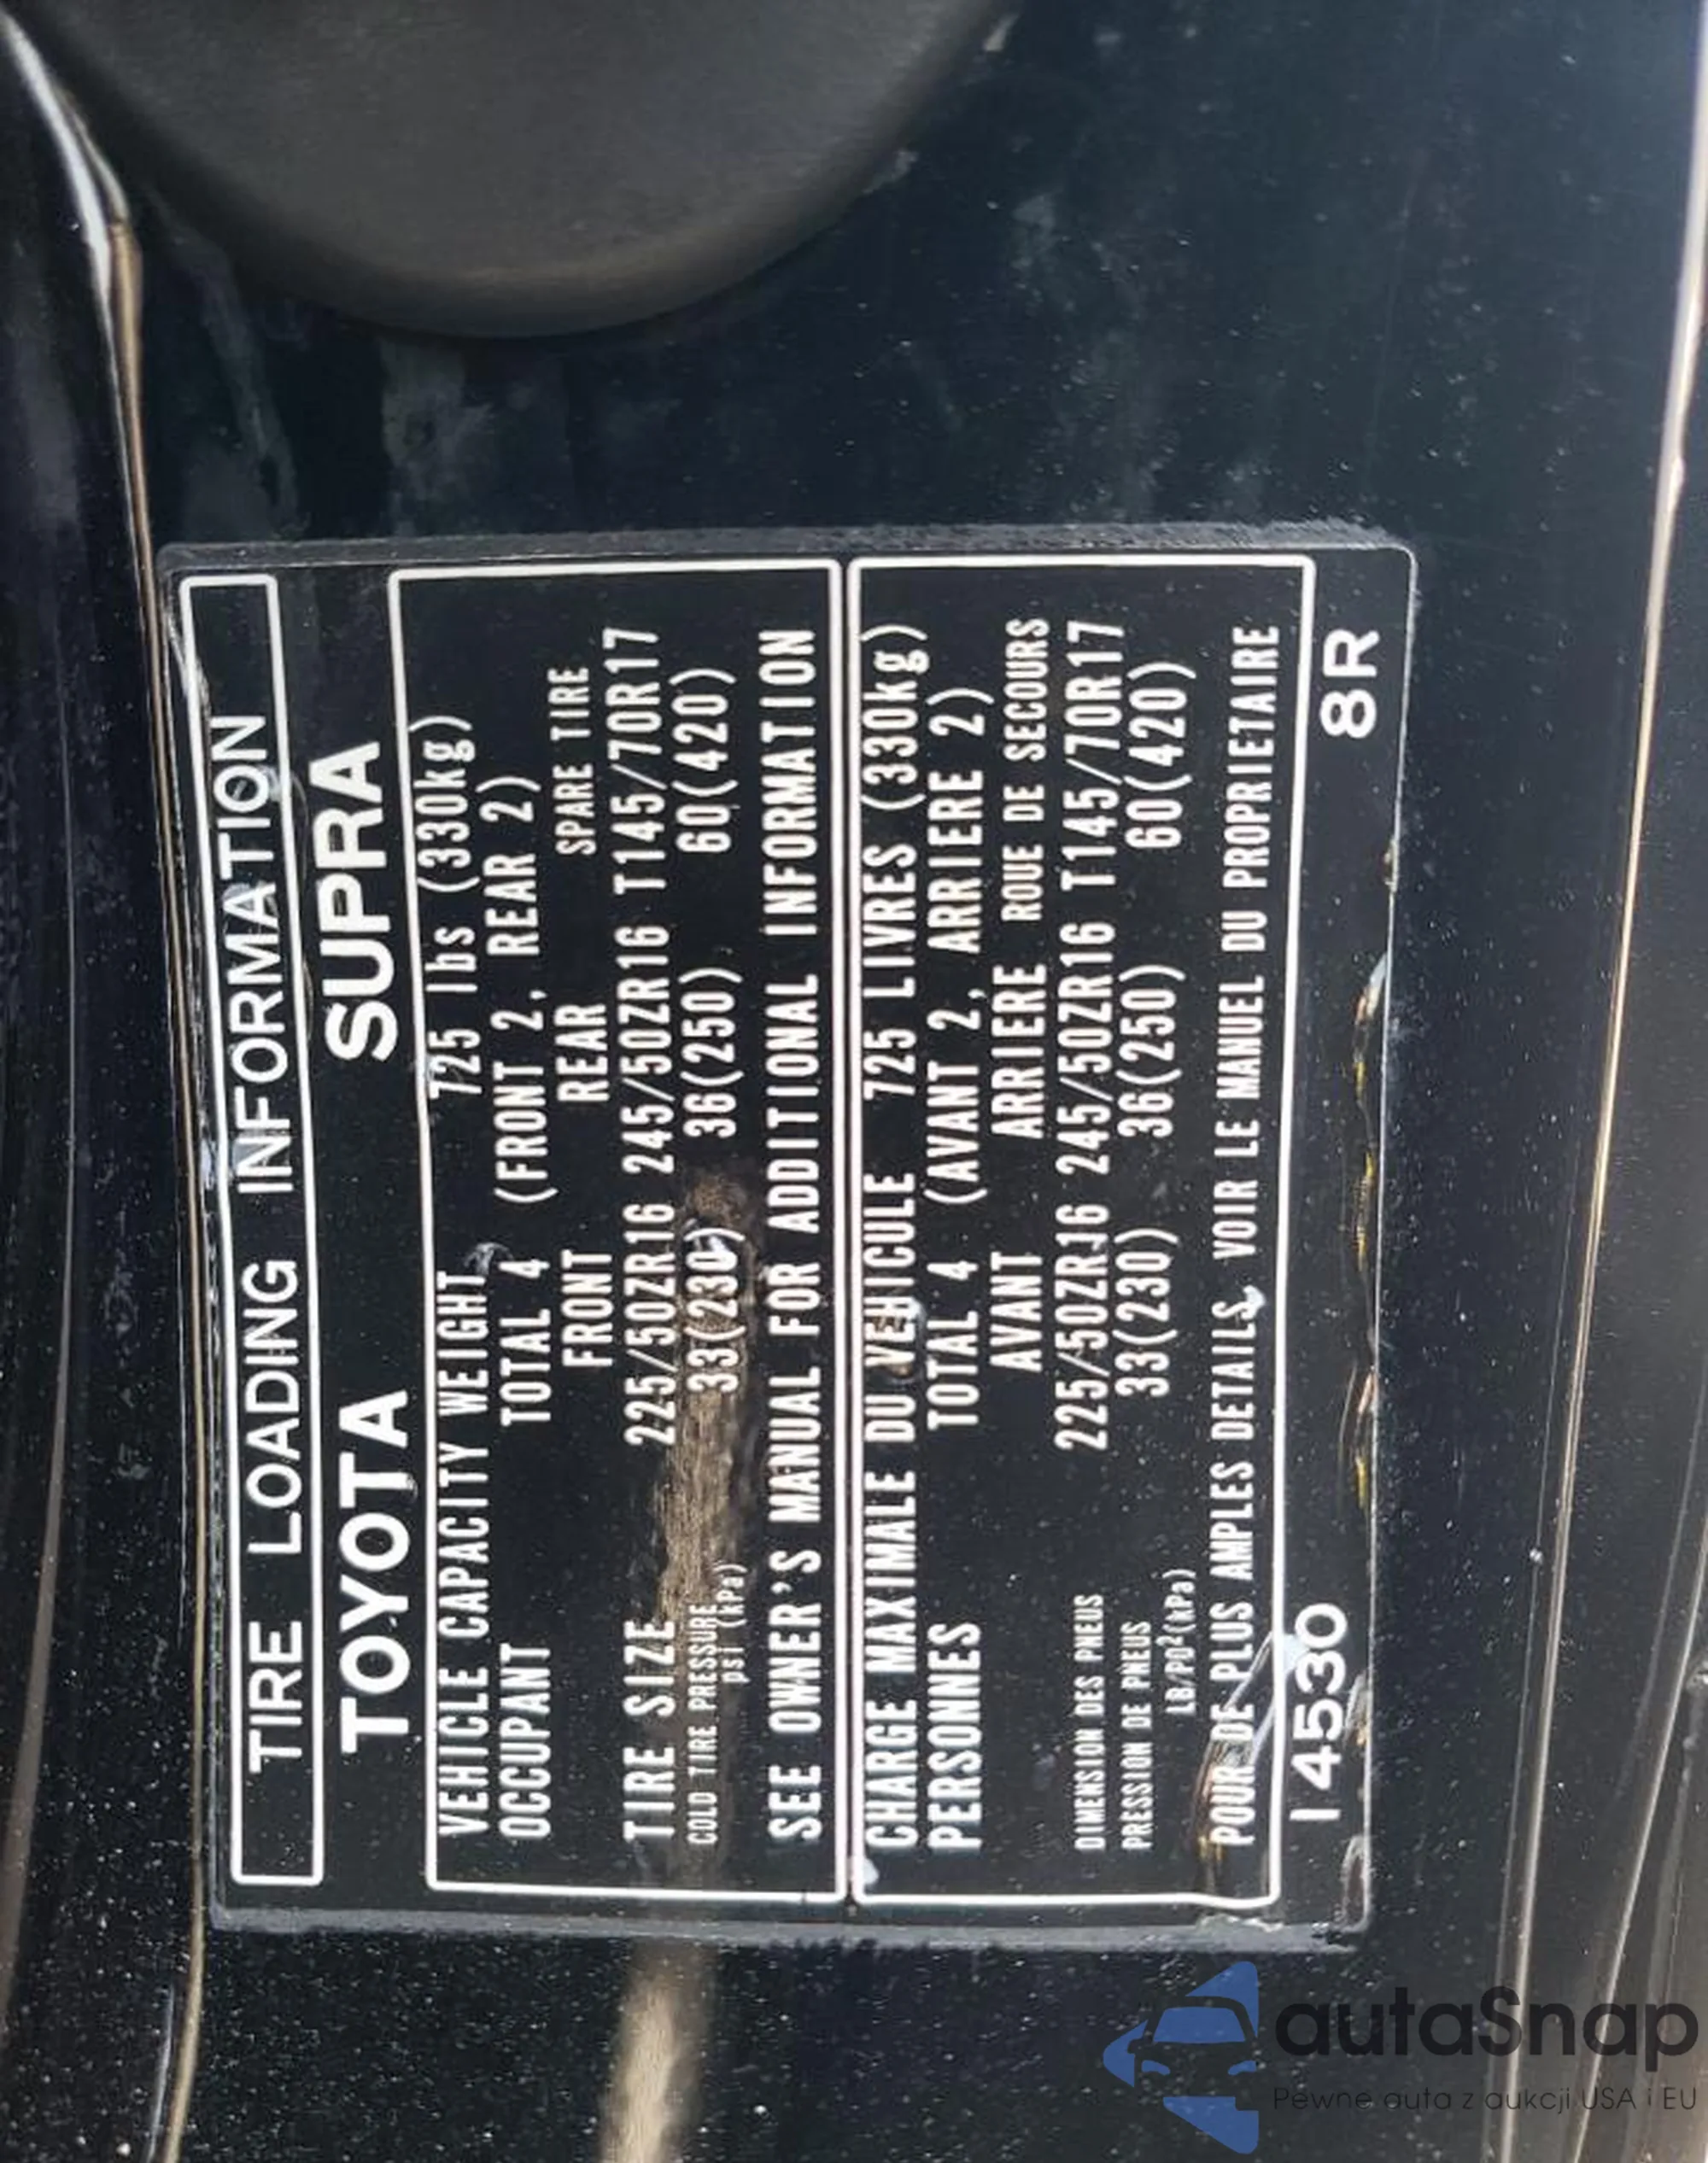 TIRE LOADING INFORMATION
TOYOTA SUPRA
VEHICLE CAPACITY WEIGHT 725 lbs (330kg)
OCCUPANT TOTAL 4 (FRONT 2, REAR 2)
FRONT REAR SPARE TIRE
TIRE SIZE 225/50ZR16 245/50ZR16 T145/70R17
COLD TIRE PRESSURE psi (kPa) 33(230) 36(250) 60(420)
SEE OWNER'S MANUAL FOR ADDITIONAL INFORMATION
CHARGE MAXIMALE DU VEHICULE 725 LIVRES (330kg)
PERSONNES TOTAL 4 (AVANT 2, ARRIERE 2)
AVANT ARRIERE ROUE DE SECOURS
DIMENSION DES PNEUS 225/50ZR16 245/50ZR16 T145/70R17
PRESSION DE PNEUS 33(230) 36(250) 60(420)
LB/PO²(kPa)
POUR DE PLUS AMPLES DETAILS, VOIR LE MANUEL DU PROPRIETAIRE
14530 8R
autaSnap
Pewne auta z aukcji USA i EU